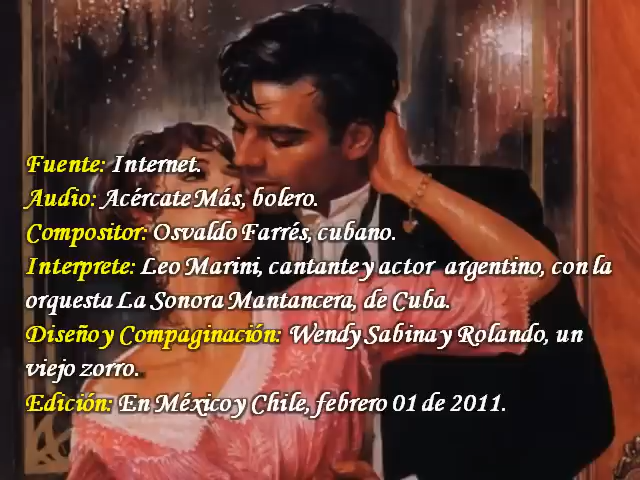 Fuente: Internet.
Audio: Acércate Más, bolero.
Compositor: Osvaldo Farrés, cubano.
Interprete: Leo Marini, cantante y actor argentino, con la
orquesta La Sonora Mantancera, de Cuba.
Diseño y Compaginación: Wendy Sabina y Rolando, un
viejo zorro.
Edición: En México y Chile, febrero 01 de 2011.